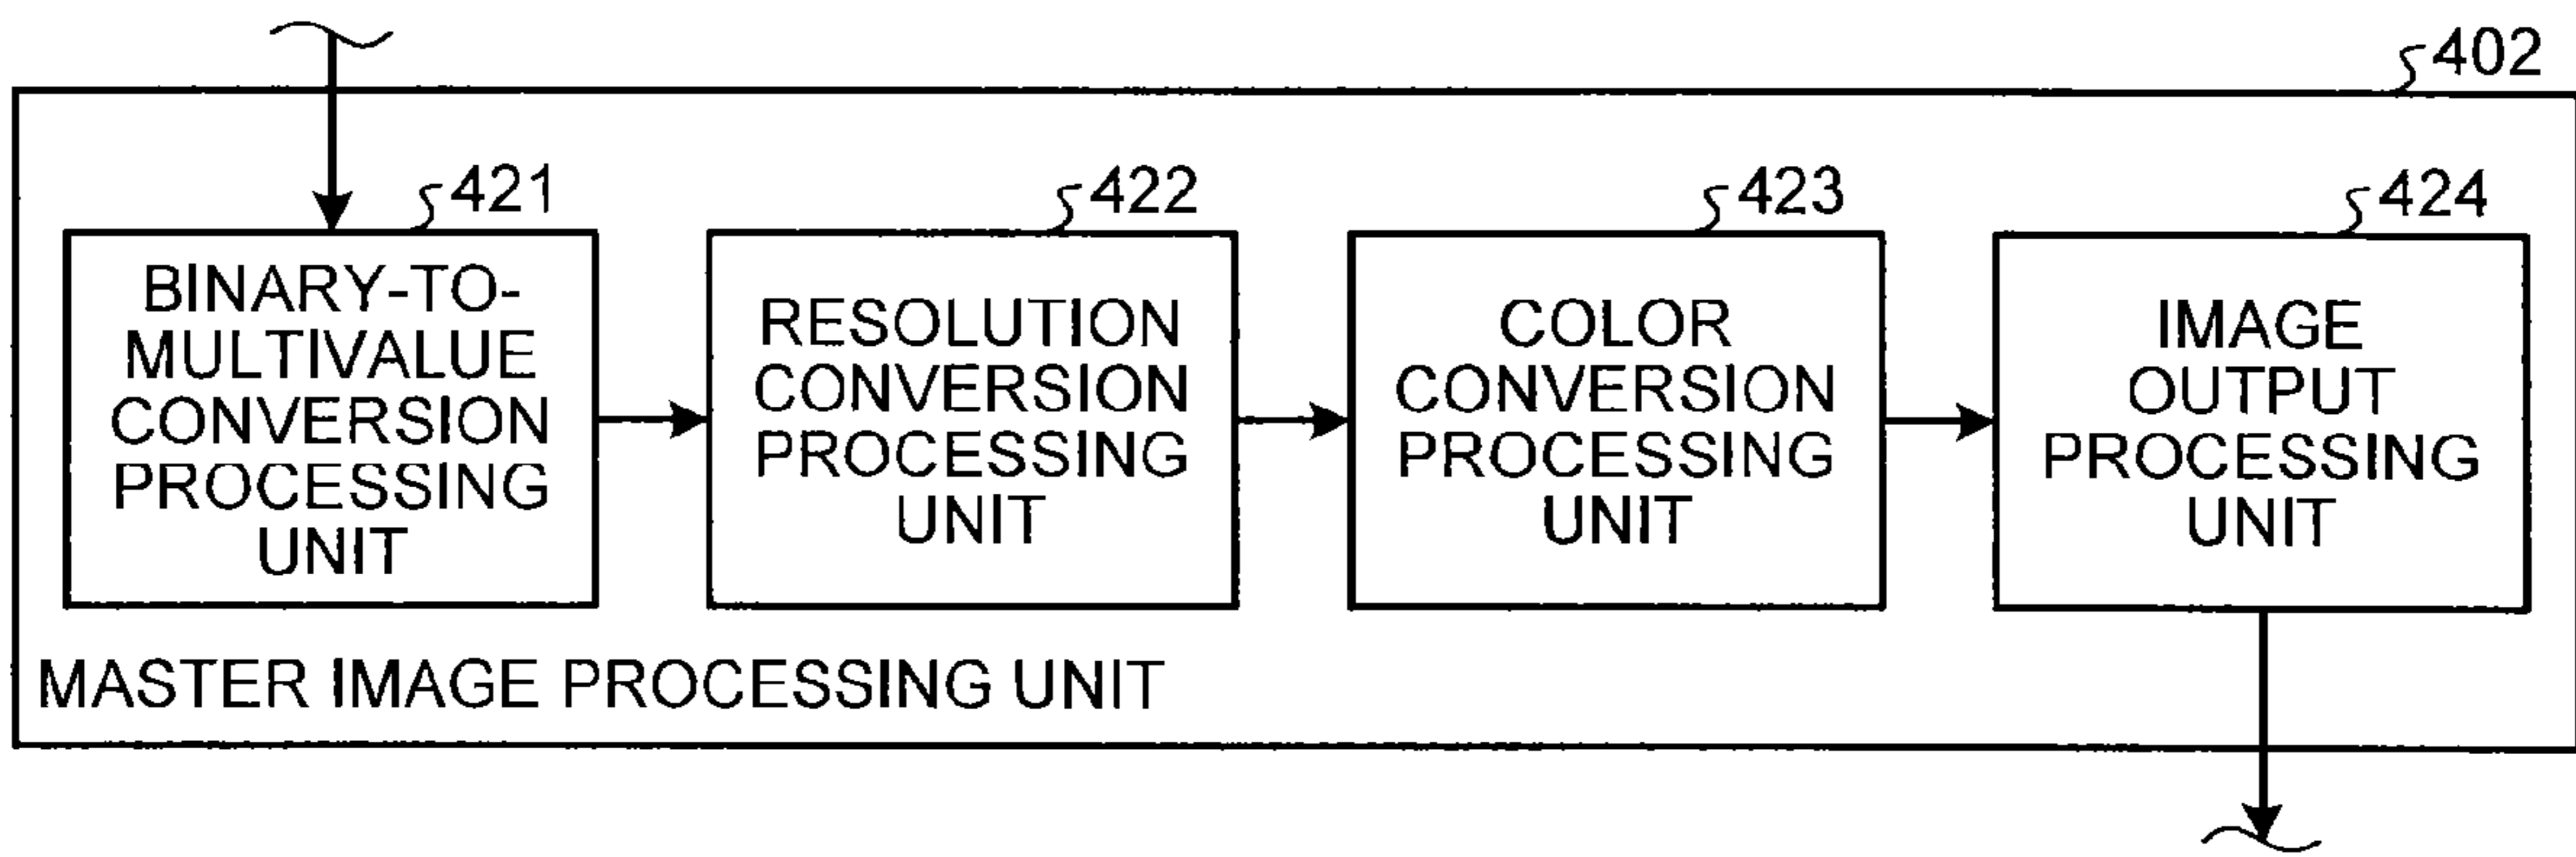 402
421
BINARY-TO-
MULTIVALUE
CONVERSION
PROCESSING
UNIT
422
RESOLUTION
CONVERSION
PROCESSING
UNIT
423
COLOR
CONVERSION
PROCESSING
UNIT
424
IMAGE
OUTPUT
PROCESSING
UNIT
MASTER IMAGE PROCESSING UNIT